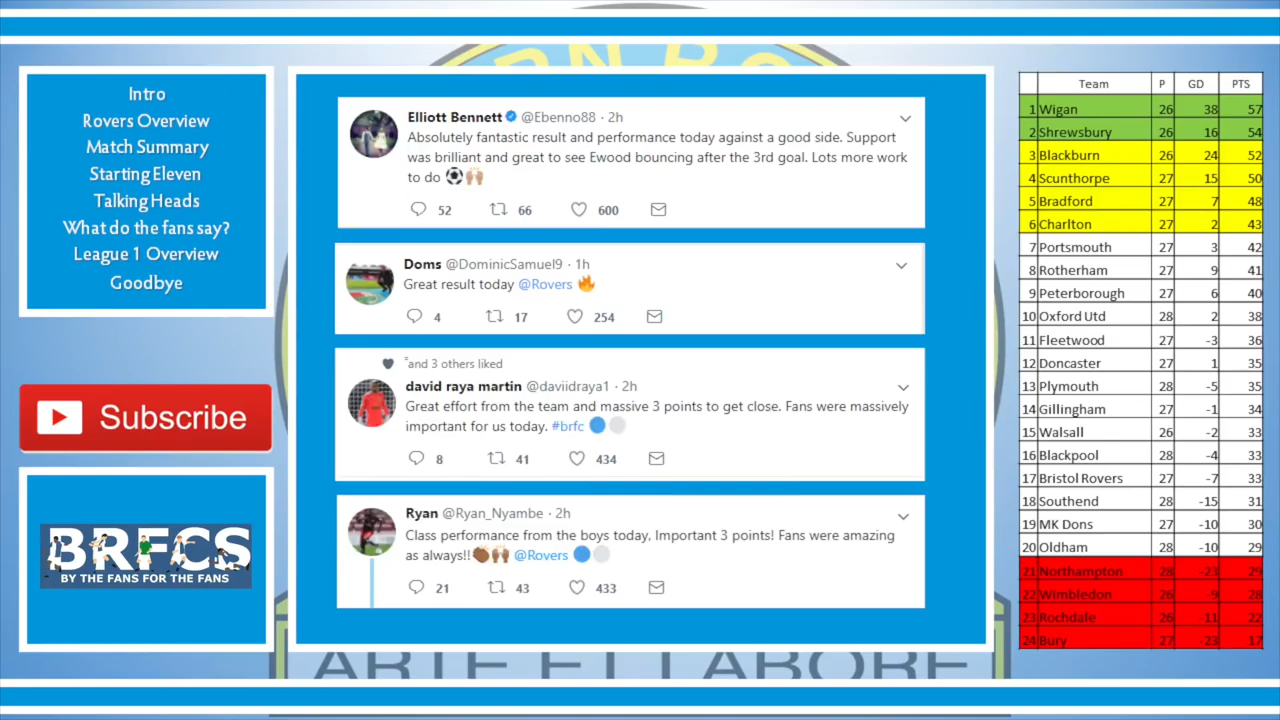 RN RO
Intro
Rovers Overview
Match Summary
Starting Eleven
Talking Heads
What do the fans say?
League 1 Overview
Goodbye
Subscribe
BRFCS
BY THE FANS FOR THE FANS
Elliott Bennett @Ebenno88 · 2h
Absolutely fantastic result and performance today against a good side. Support
was brilliant and great to see Ewood bouncing after the 3rd goal. Lots more work
to do ⚽🙌🏽
52 66 600
Doms @DominicSamuel9 · 1h
Great result today @Rovers 🔥
4 17 254
and 3 others liked
david raya martin @daviidraya1 · 2h
Great effort from the team and massive 3 points to get close. Fans were massively
important for us today. #brfc 🔵⚪
8 41 434
Ryan @Ryan_Nyambe · 2h
Class performance from the boys today, Important 3 points! Fans were amazing
as always!!👏🏾🙌🏽 @Rovers 🔵⚪
21 43 433
Team P GD PTS
1 Wigan 26 38 57
2 Shrewsbury 26 16 54
3 Blackburn 26 24 52
4 Scunthorpe 27 15 50
5 Bradford 27 7 48
6 Charlton 27 2 43
7 Portsmouth 27 3 42
8 Rotherham 27 9 41
9 Peterborough 27 6 40
10 Oxford Utd 28 2 38
11 Fleetwood 27 -3 36
12 Doncaster 27 1 35
13 Plymouth 28 -5 35
14 Gillingham 27 -1 34
15 Walsall 26 -2 33
16 Blackpool 28 -4 33
17 Bristol Rovers 27 -7 33
18 Southend 28 -15 31
19 MK Dons 27 -10 30
20 Oldham 28 -10 29
21 Northampton 28 -23 29
22 Wimbledon 26 -9 28
23 Rochdale 26 -11 22
24 Bury 27 -23 17
ARTE ET LABORE